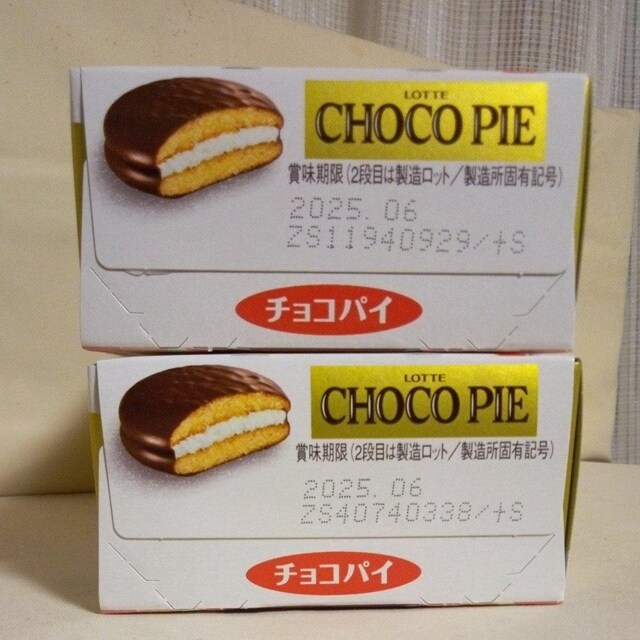 LOTTE
CHOCO PIE
賞味期限(2段目は製造ロット/製造所固有記号)
2025.06
ZS11940929/+S
チョコパイ
LOTTE
CHOCO PIE
賞味期限(2段目は製造ロット/製造所固有記号)
2025.06
ZS40740338/+S
チョコパイ